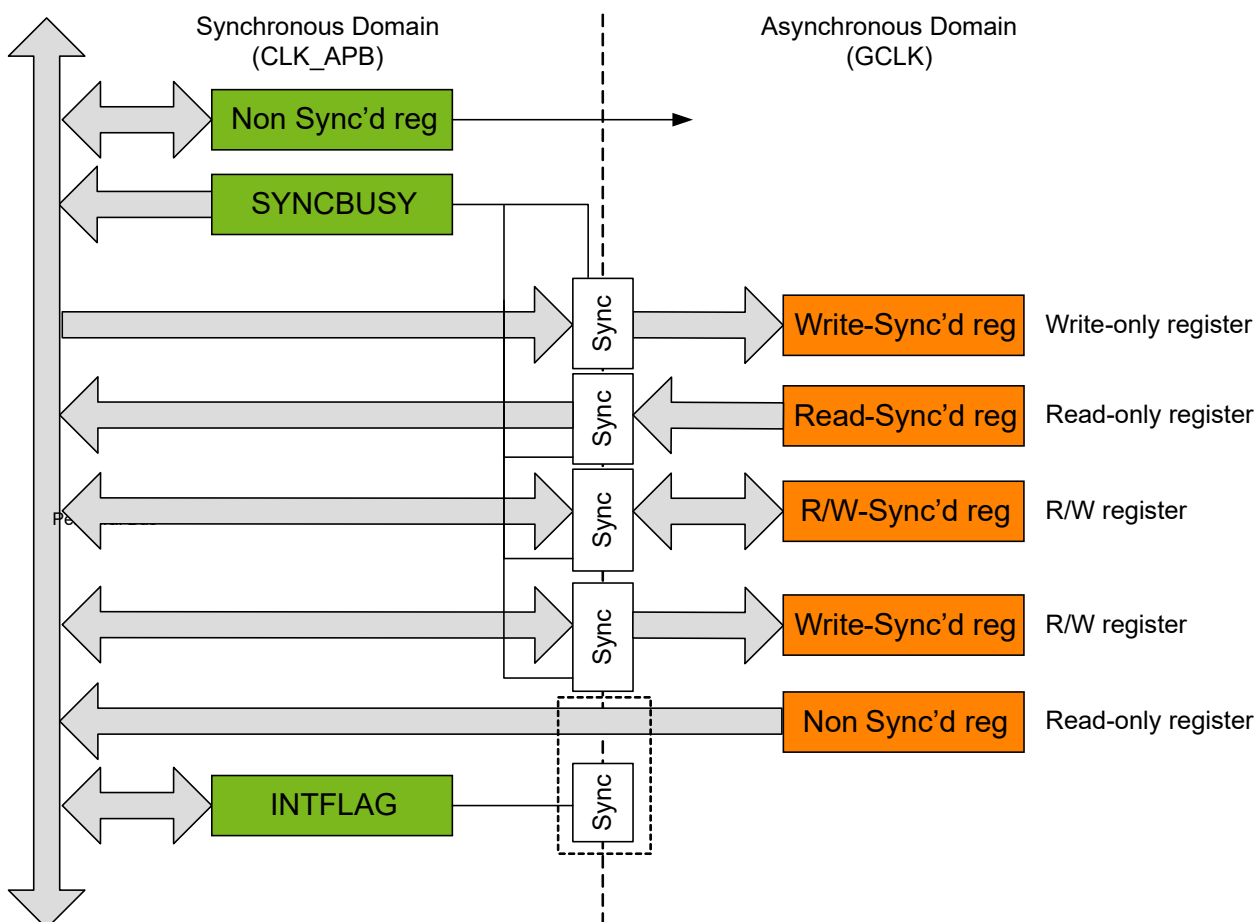 Synchronous Domain
(CLK_APB)
Asynchronous Domain
(GCLK)
Non Sync’d reg
SYNCBUSY
Sync
Write-Sync’d reg
Write-only register
Sync
Read-Sync’d reg
Read-only register
Sync
R/W-Sync’d reg
R/W register
Sync
Write-Sync’d reg
R/W register
Non Sync’d reg
Read-only register
INTFLAG
Sync